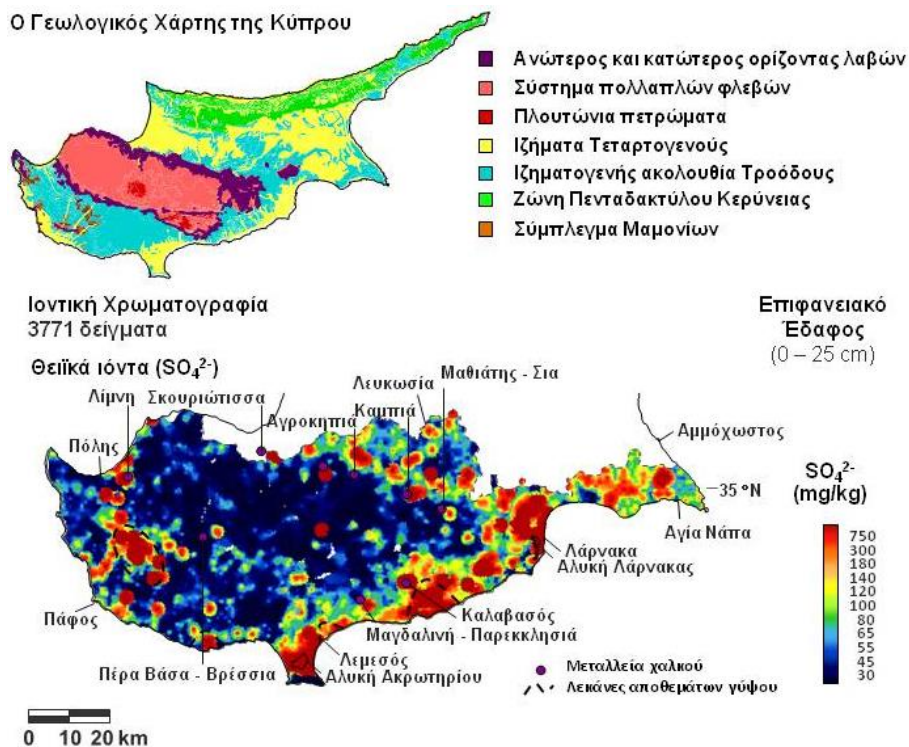 Ο Γεωλογικός Χάρτης της Κύπρου
Ανώτερος και κατώτερος ορίζοντας λαβών
Σύστημα πολλαπλών φλεβών
Πλουτώνια πετρώματα
Ιζήματα Τεταρτογενούς
Ιζηματογενής ακολουθία Τροόδους
Ζώνη Πενταδακτύλου Κερύνειας
Σύμπλεγμα Μαμονίων
Ιοντική Χρωματογραφία
3771 δείγματα
Επιφανειακό
Έδαφος
(0 – 25 cm)
Θειϊκά ιόντα (SO₄²⁻)
Μαθιάτης - Σια
Λευκωσία
Λίμνη
Σκουριώτισσα
Αγροκηπιά
Καμπιά
Πόλης
Αμμόχωστος
35 °N
SO₄²⁻
(mg/kg)
750
300
180
140
120
100
80
65
55
45
30
Αγία Νάπα
Λάρνακα
Αλυκή Λάρνακας
Πάφος
Καλαβασός
Μαγδαλινή - Παρεκκλησιά
Λεμεσός
Αλυκή Ακρωτηρίου
Πέρα Βάσα - Βρέσσια
Μεταλλεία χαλκού
Λεκάνες αποθεμάτων γύψου
0 10 20 km